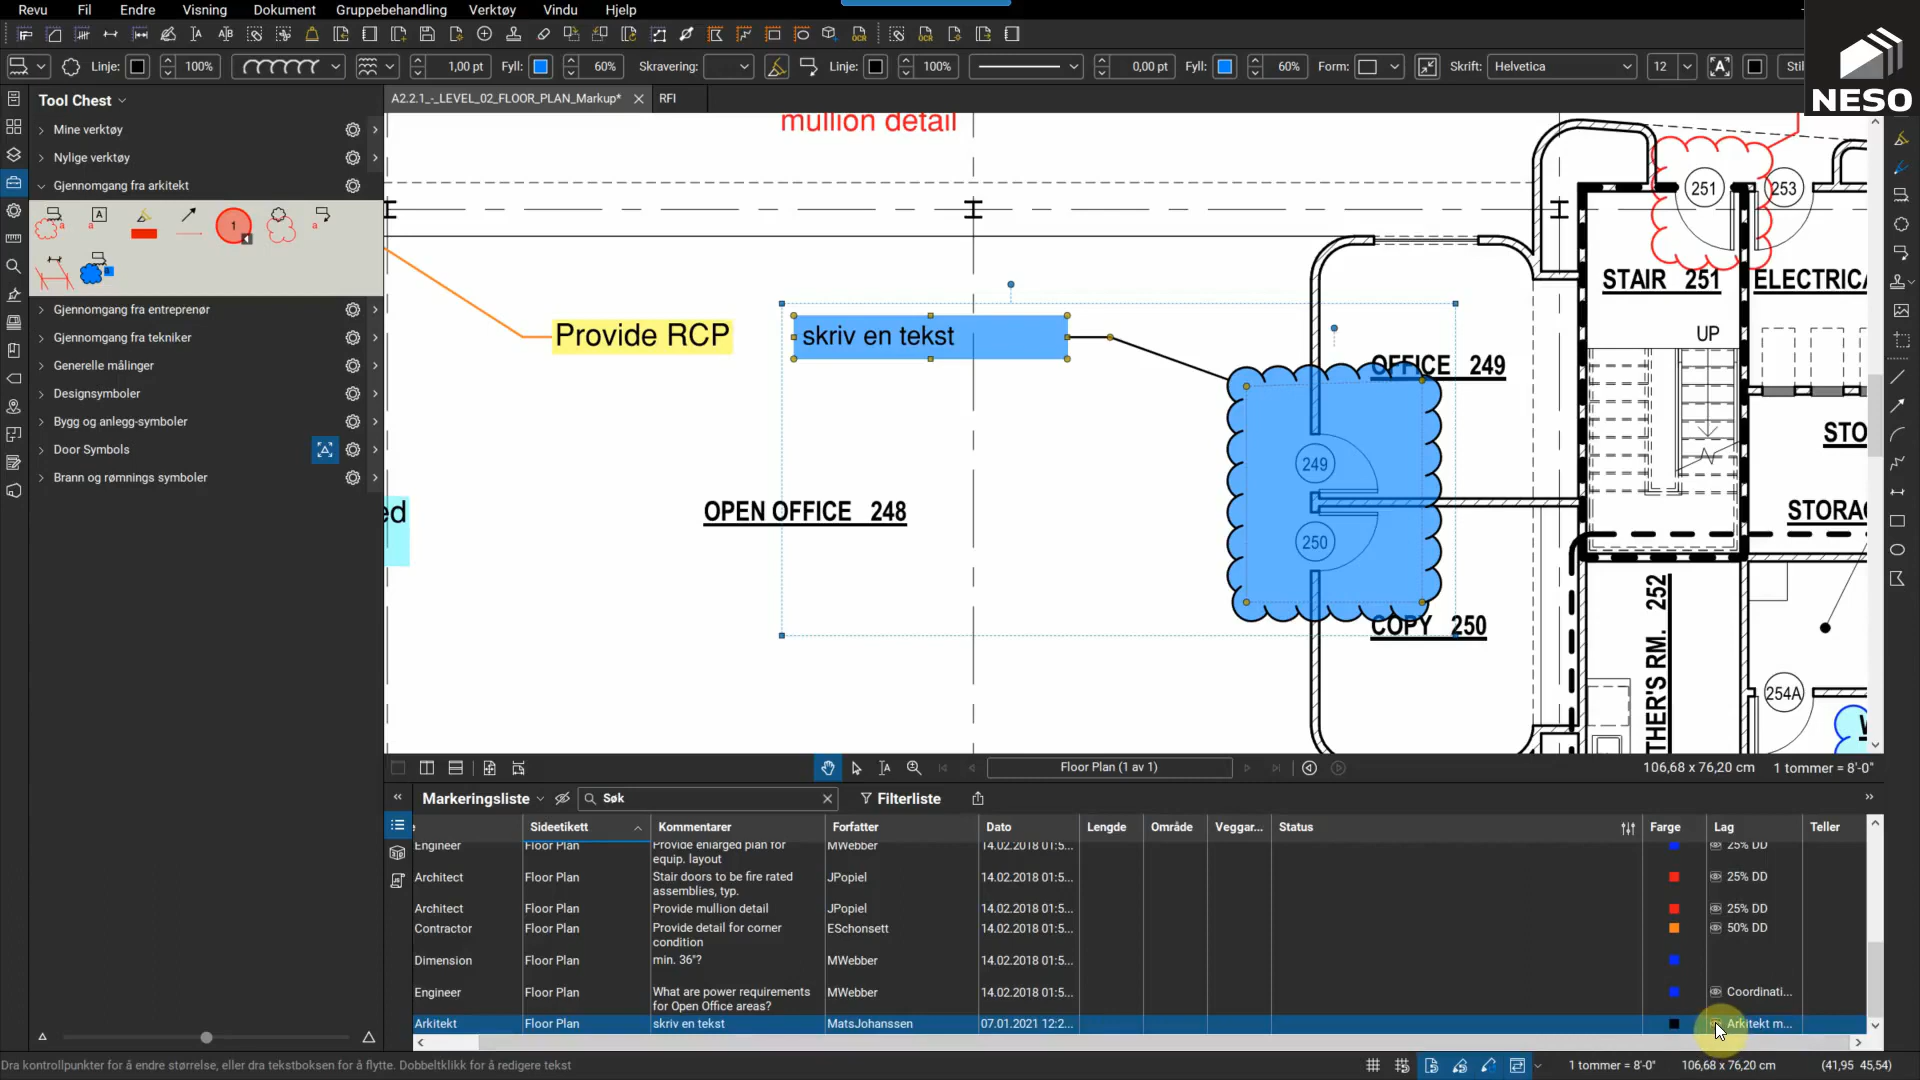 Revu Fil Endre Visning Dokument Gruppebehandling Verktøy Vindu Hjelp
NESO
Linje: 100% 1,00 pt Fyll: 60% Skravering: Linje: 100% 0,00 pt Fyll: 60% Form: Skrift: Helvetica 12 Stil
Tool Chest
A2.2.1_-_LEVEL_02_FLOOR_PLAN_Markup* RFI
Mine verktøy
Nylige verktøy
Gjennomgang fra arkitekt
1
Gjennomgang fra entreprenør
Gjennomgang fra tekniker
Generelle målinger
Designsymboler
Bygg og anlegg-symboler
Door Symbols
Brann og rømnings symboler
mullion detail
251 253
STAIR 251 ELECTRICA
UP
Provide RCP skriv en tekst
OFFICE 249
STO
249
OPEN OFFICE 248
ed
STORA
250
COPY 250
THER'S RM. 252
254A
Floor Plan (1 av 1)
106,68 x 76,20 cm 1 tommer = 8'-0"
Markeringsliste Søk Filterliste
Sideetikett Kommentarer Forfatter Dato Lengde Område Veggar... Status Farge Lag Teller
Engineer Floor Plan Provide enlarged plan for equip. layout MWebber 14.02.2018 01:5... 25% DD
Architect Floor Plan Stair doors to be fire rated assemblies, typ. JPopiel 14.02.2018 01:5... 25% DD
Architect Floor Plan Provide mullion detail JPopiel 14.02.2018 01:5... 25% DD
Contractor Floor Plan Provide detail for corner condition ESchonsett 14.02.2018 01:5... 50% DD
Dimension Floor Plan min. 36"? MWebber 14.02.2018 01:5...
Engineer Floor Plan What are power requirements for Open Office areas? MWebber 14.02.2018 01:5... Coordinati...
Arkitekt Floor Plan skriv en tekst MatsJohanssen 07.01.2021 12:2... Arkitekt m...
Dra kontrollpunkter for å endre størrelse, eller dra tekstboksen for å flytte. Dobbeltklikk for å redigere tekst
1 tommer = 8'-0" 106,68 x 76,20 cm (41,95 45,54)